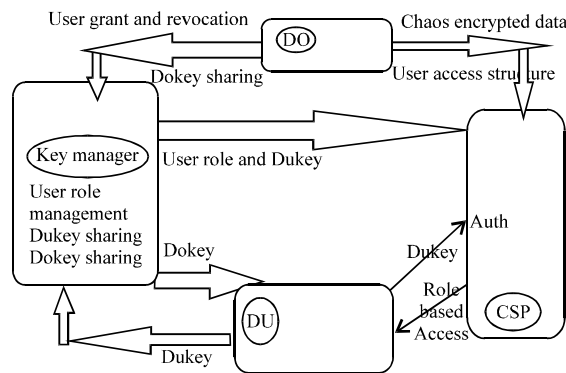 User grant and revocation
DO
Chaos encrypted data
Dokey sharing
User access structure
Key manager
User role and Dukey
User role
management
Dukey sharing
Dokey sharing
Dokey
Auth
Dukey
Role
based
Access
CSP
DU
Dukey